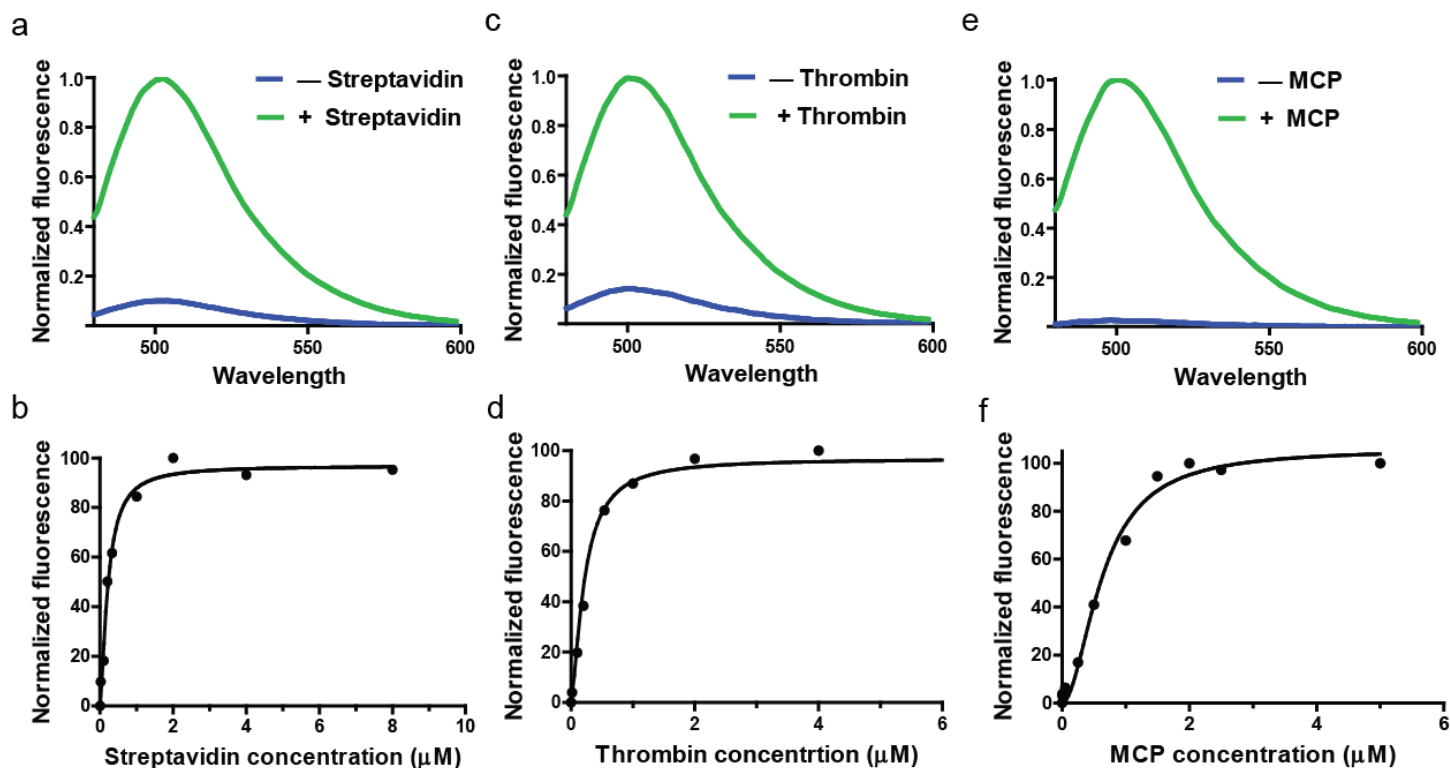 a
Normalized fluorescence
1.0
0.8
0.6
0.4
0.2
— Streptavidin
+ Streptavidin
500
550
600
Wavelength
c
Normalized fluorescence
1.0
0.8
0.6
0.4
0.2
— Thrombin
+ Thrombin
500
550
600
Wavelength
e
Normalized fluorescence
1.0
0.8
0.6
0.4
0.2
— MCP
+ MCP
500
550
600
Wavelength
b
Normalized fluorescence
100
80
60
40
20
0
0
2
4
6
8
10
Streptavidin concentration (μM)
d
Normalized fluorescence
100
80
60
40
20
0
0
2
4
6
Thrombin concentrtion (μM)
f
Normalized fluorescence
100
80
60
40
20
0
0
2
4
6
MCP concentration (μM)